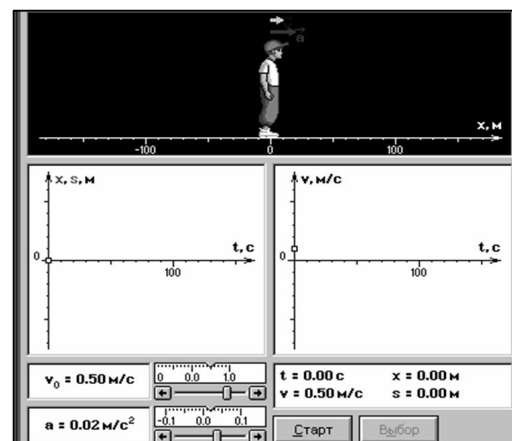 a
x, м
-100 0 100
x, s, м
v, м/с
0 t, с
0 t, с
100
100
v₀ = 0.50 м/с
0 0.0 1.0
t = 0.00 с x = 0.00 м
v = 0.50 м/с s = 0.00 м
a = 0.02 м/с²
-0.1 0.0 0.1
Старт Выбор